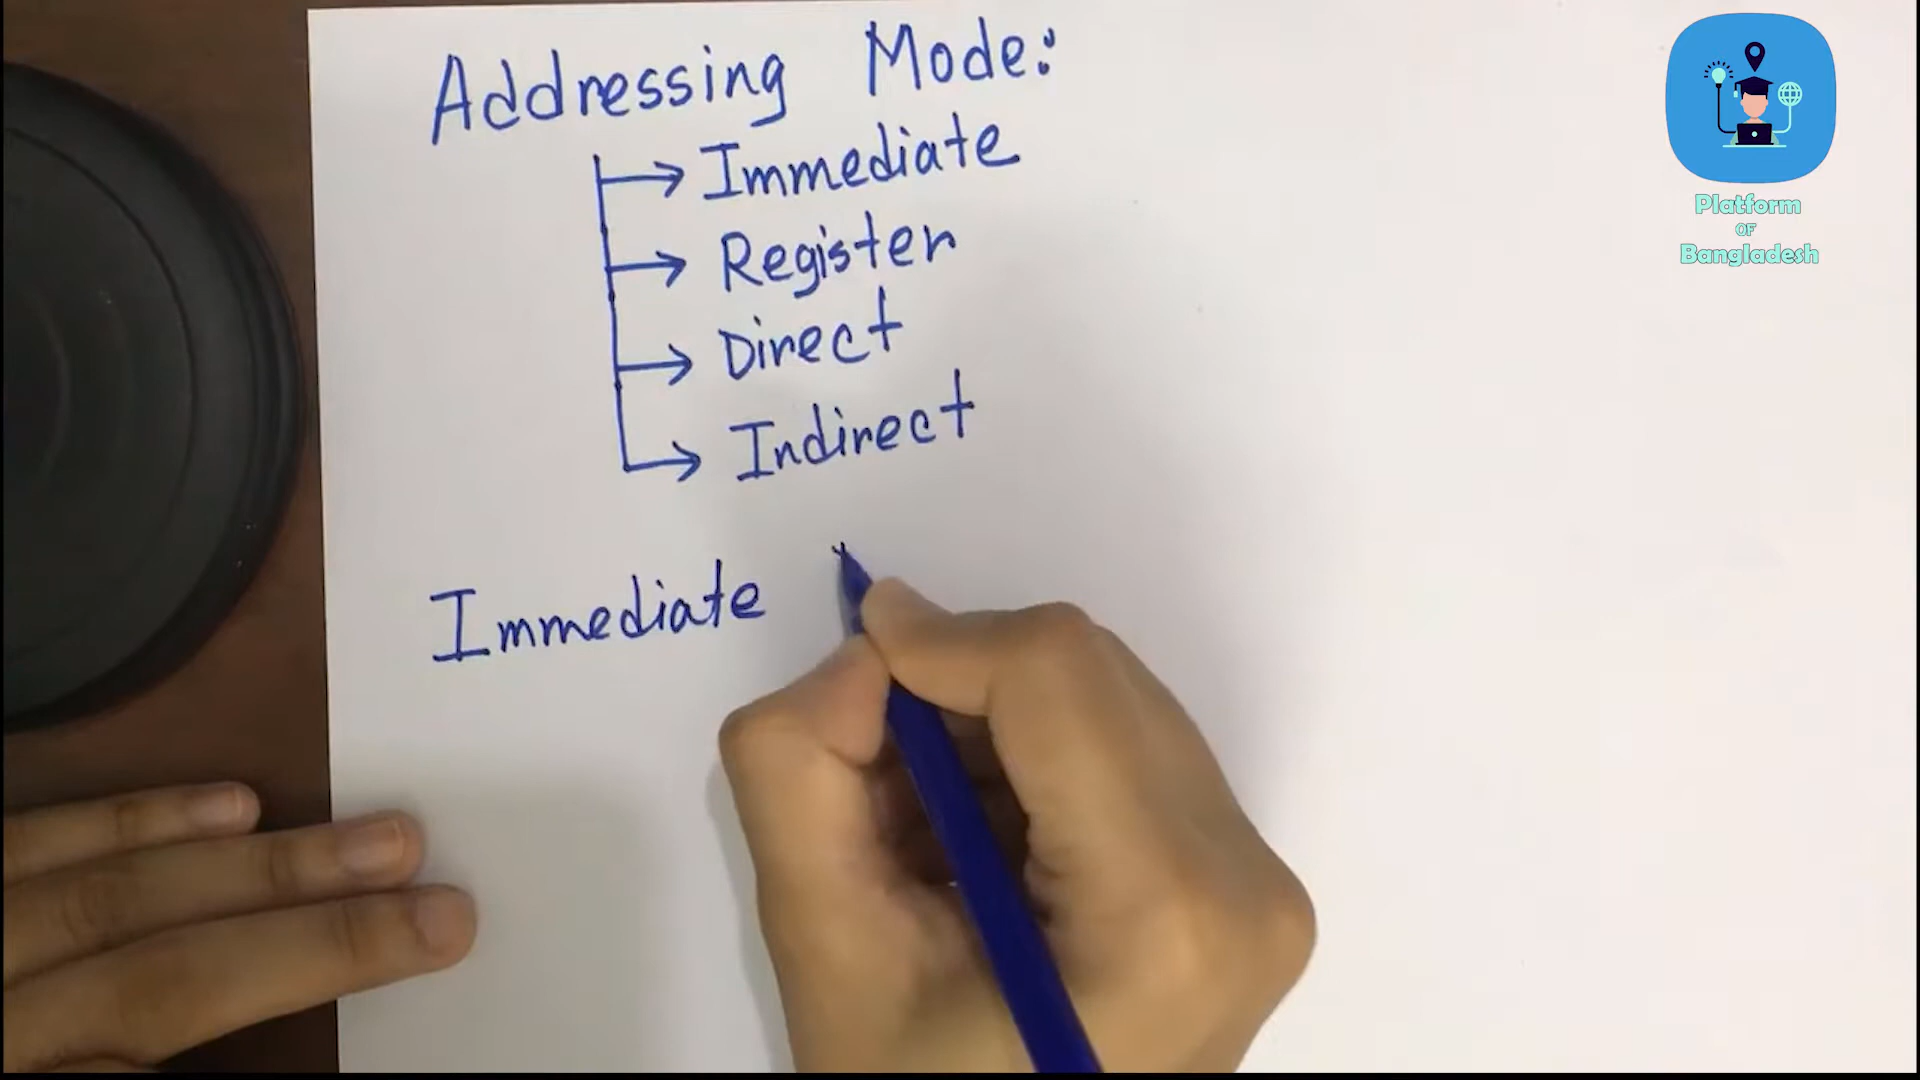 Addressing Mode:
Immediate
Register
Direct
Indirect
Immediate
Platform
OF
Bangladesh